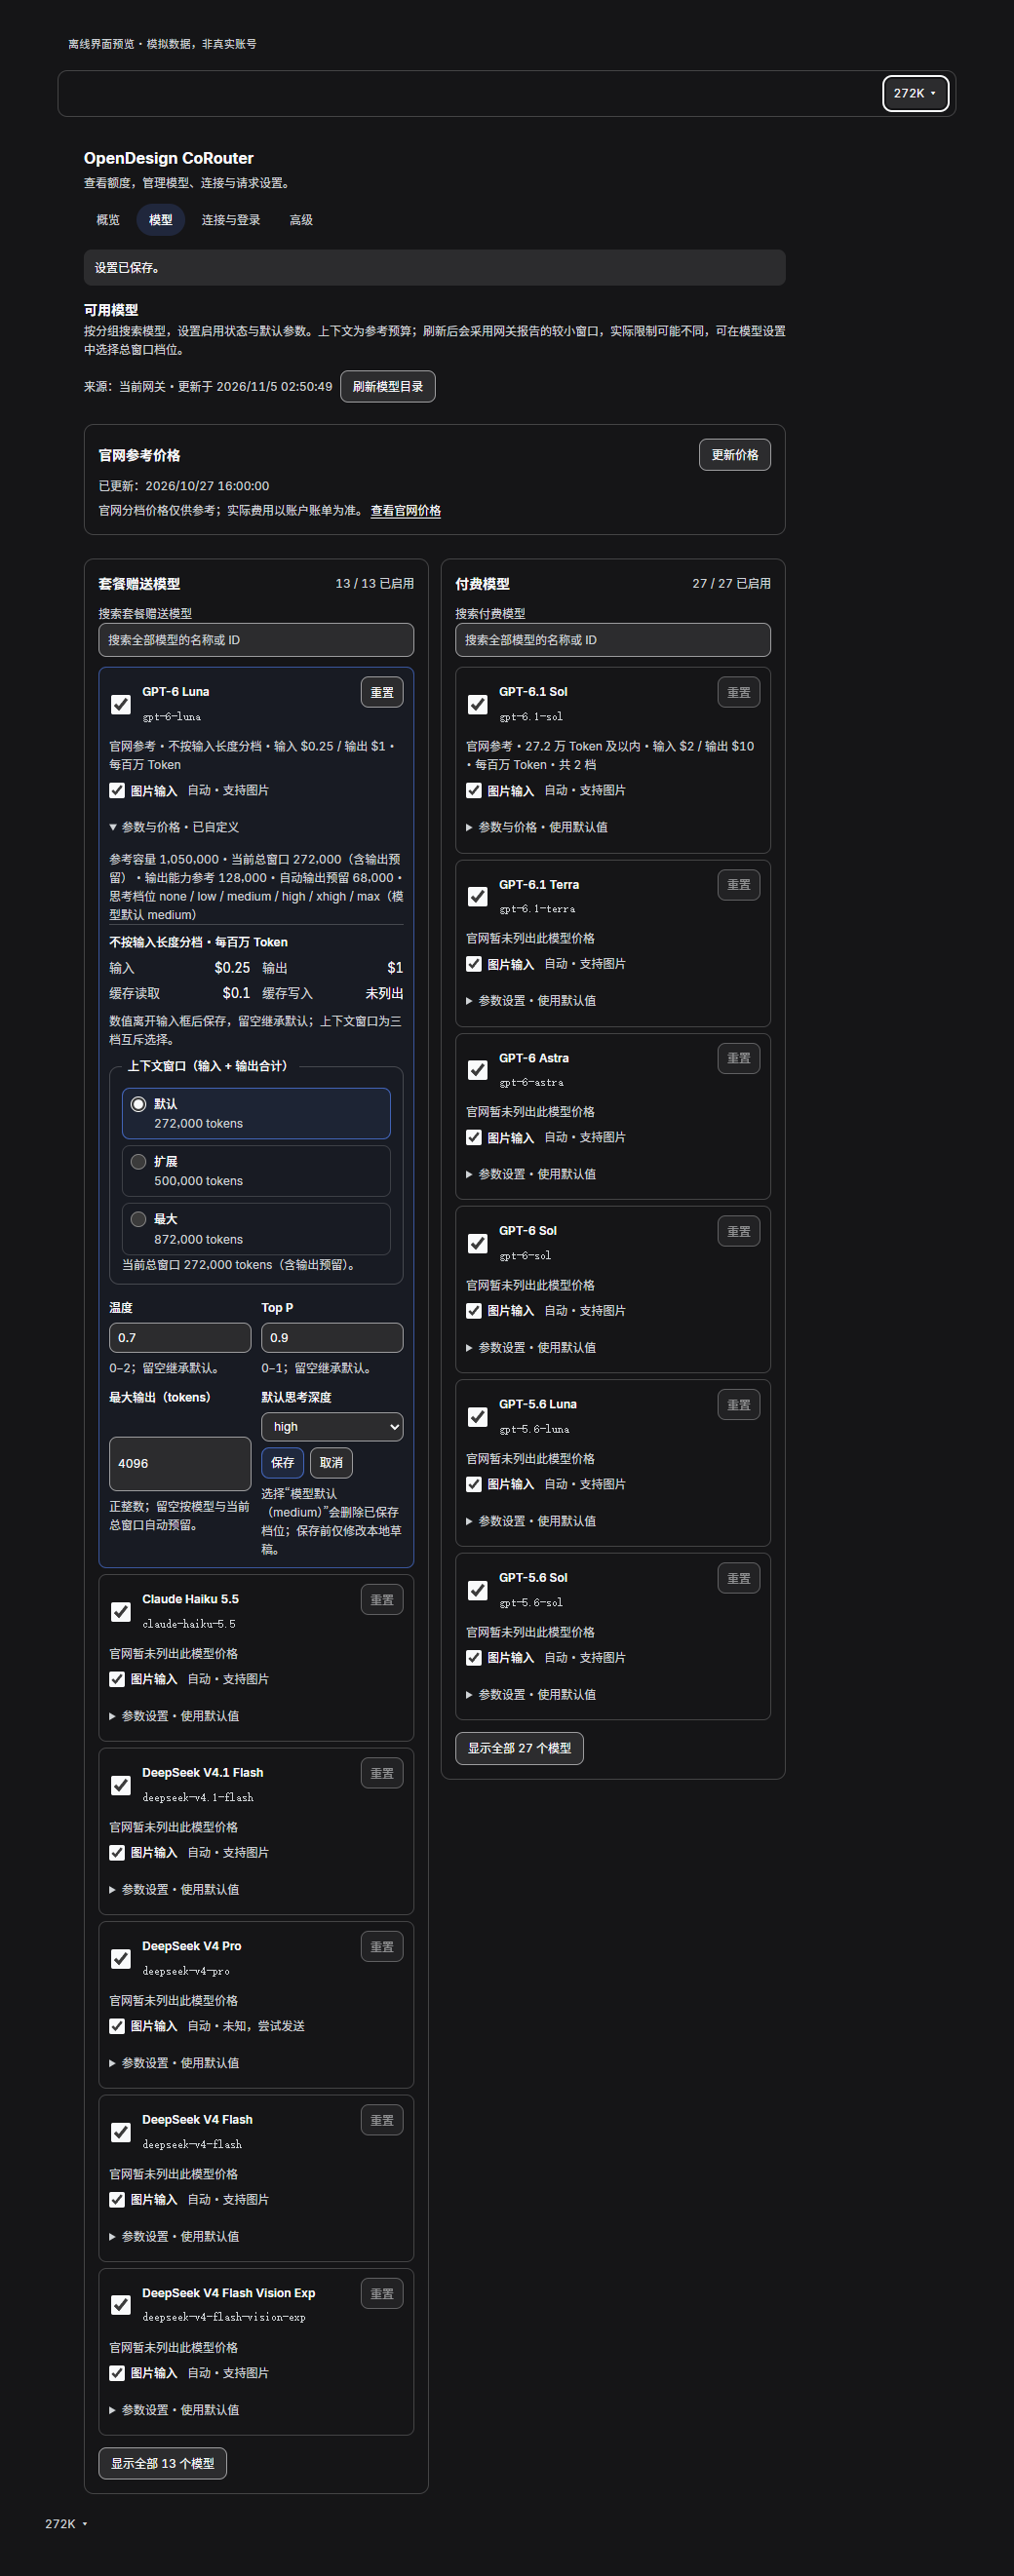 离线界面预览・模拟数据，非真实账号
272K
OpenDesign CoRouter
查看额度，管理模型、连接与请求设置。
概览 模型 连接与登录 高级
设置已保存。
可用模型
按分组搜索模型，设置启用状态与默认参数。上下文为参考预算；刷新后会采用网关报告的较小窗口，实际限制可能不同，可在模型设置
中选择总窗口档位。
来源：当前网关・更新于 2026/11/5 02:50:49 刷新模型目录
官网参考价格 更新价格
已更新：2026/10/27 16:00:00
官网分档价格仅供参考；实际费用以账户账单为准。 查看官网价格
套餐赠送模型 13 / 13 已启用
搜索套餐赠送模型
搜索全部模型的名称或 ID
GPT-6 Luna 重置
gpt-6-luna
官网参考・不按输入长度分档・输入 $0.25 / 输出 $1・
每百万 Token
图片输入 自动・支持图片
参数与价格・已自定义
参考容量 1,050,000・当前总窗口 272,000（含输出预
留）・输出能力参考 128,000・自动输出预留 68,000・
思考档位 none / low / medium / high / xhigh / max（模
型默认 medium）
不按输入长度分档・每百万 Token
输入 $0.25 输出 $1
缓存读取 $0.1 缓存写入 未列出
数值离开输入框后保存，留空继承默认；上下文窗口为三
档互斥选择。
上下文窗口（输入 + 输出合计）
默认
272,000 tokens
扩展
500,000 tokens
最大
872,000 tokens
当前总窗口 272,000 tokens（含输出预留）。
温度 Top P
0.7 0.9
0–2；留空继承默认。 0–1；留空继承默认。
最大输出（tokens） 默认思考深度
high
4096 保存 取消
正整数；留空按模型与当前
总窗口自动预留。
选择“模型默认
（medium）”会删除已保存
档位；保存前仅修改本地草
稿。
Claude Haiku 5.5 重置
claude-haiku-5.5
官网暂未列出此模型价格
图片输入 自动・支持图片
参数设置・使用默认值
DeepSeek V4.1 Flash 重置
deepseek-v4.1-flash
官网暂未列出此模型价格
图片输入 自动・支持图片
参数设置・使用默认值
DeepSeek V4 Pro 重置
deepseek-v4-pro
官网暂未列出此模型价格
图片输入 自动・未知，尝试发送
参数设置・使用默认值
DeepSeek V4 Flash 重置
deepseek-v4-flash
官网暂未列出此模型价格
图片输入 自动・支持图片
参数设置・使用默认值
DeepSeek V4 Flash Vision Exp 重置
deepseek-v4-flash-vision-exp
官网暂未列出此模型价格
图片输入 自动・支持图片
参数设置・使用默认值
显示全部 13 个模型
付费模型 27 / 27 已启用
搜索付费模型
搜索全部模型的名称或 ID
GPT-6.1 Sol 重置
gpt-6.1-sol
官网参考・27.2 万 Token 及以内・输入 $2 / 输出 $10
・每百万 Token・共 2 档
图片输入 自动・支持图片
参数与价格・使用默认值
GPT-6.1 Terra 重置
gpt-6.1-terra
官网暂未列出此模型价格
图片输入 自动・支持图片
参数设置・使用默认值
GPT-6 Astra 重置
gpt-6-astra
官网暂未列出此模型价格
图片输入 自动・支持图片
参数设置・使用默认值
GPT-6 Sol 重置
gpt-6-sol
官网暂未列出此模型价格
图片输入 自动・支持图片
参数设置・使用默认值
GPT-5.6 Luna 重置
gpt-5.6-luna
官网暂未列出此模型价格
图片输入 自动・支持图片
参数设置・使用默认值
GPT-5.6 Sol 重置
gpt-5.6-sol
官网暂未列出此模型价格
图片输入 自动・支持图片
参数设置・使用默认值
显示全部 27 个模型
272K